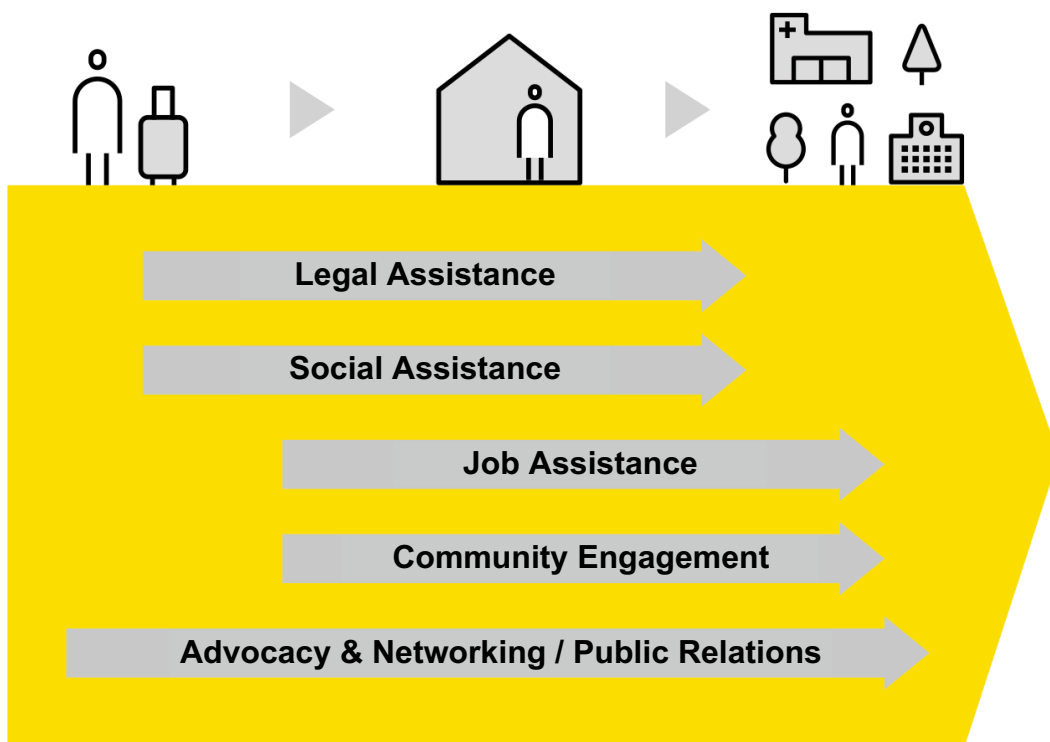 Legal Assistance
Social Assistance
Job Assistance
Community Engagement
Advocacy & Networking / Public Relations